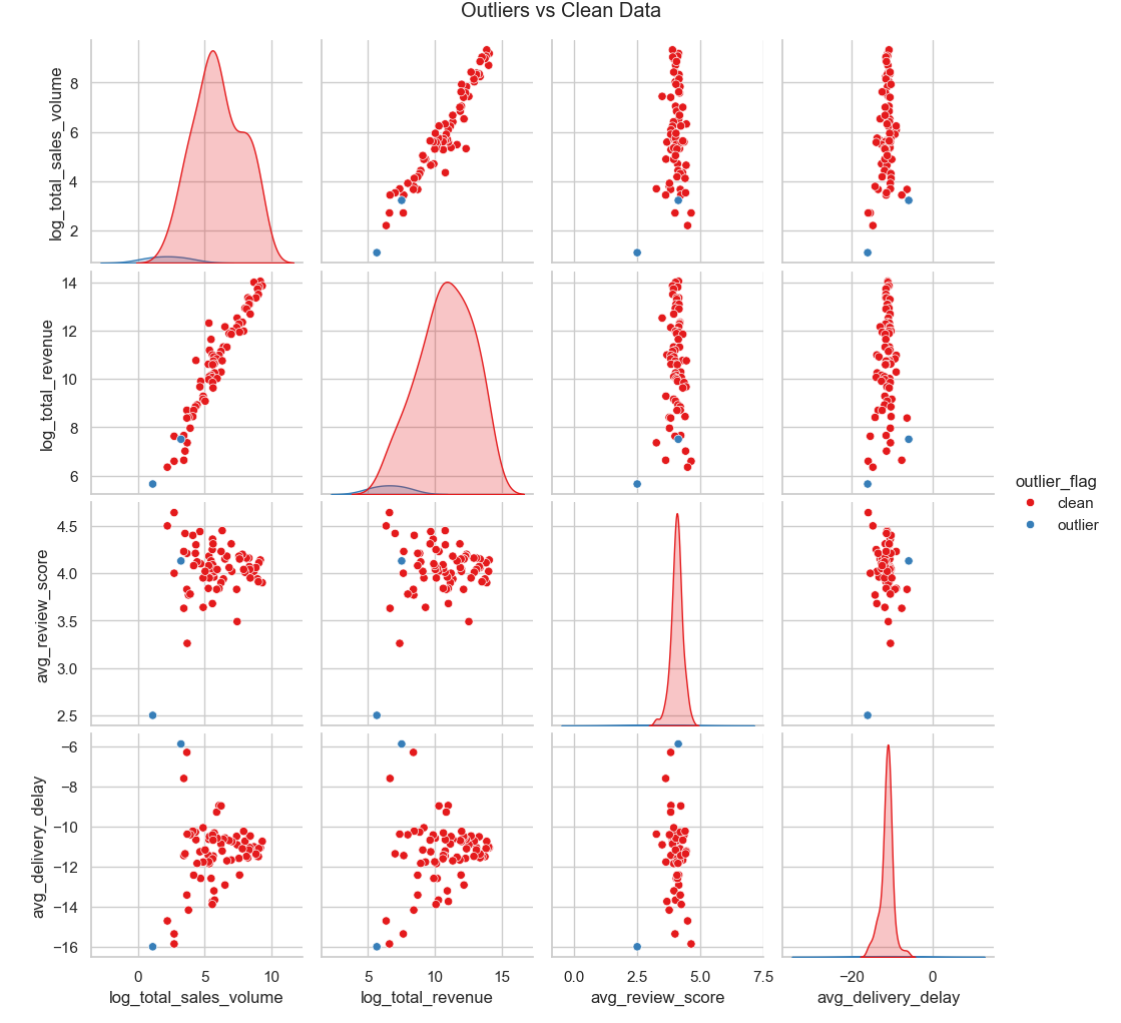 Outliers vs Clean Data
log_total_sales_volume
8
6
4
2
log_total_revenue
14
12
10
8
6
avg_review_score
4.5
4.0
3.5
3.0
2.5
avg_delivery_delay
−6
−8
−10
−12
−14
−16
0 5 10
5 10 15
0.0 2.5 5.0 7.5
−20 0
log_total_sales_volume
log_total_revenue
avg_review_score
avg_delivery_delay
outlier_flag
clean
outlier